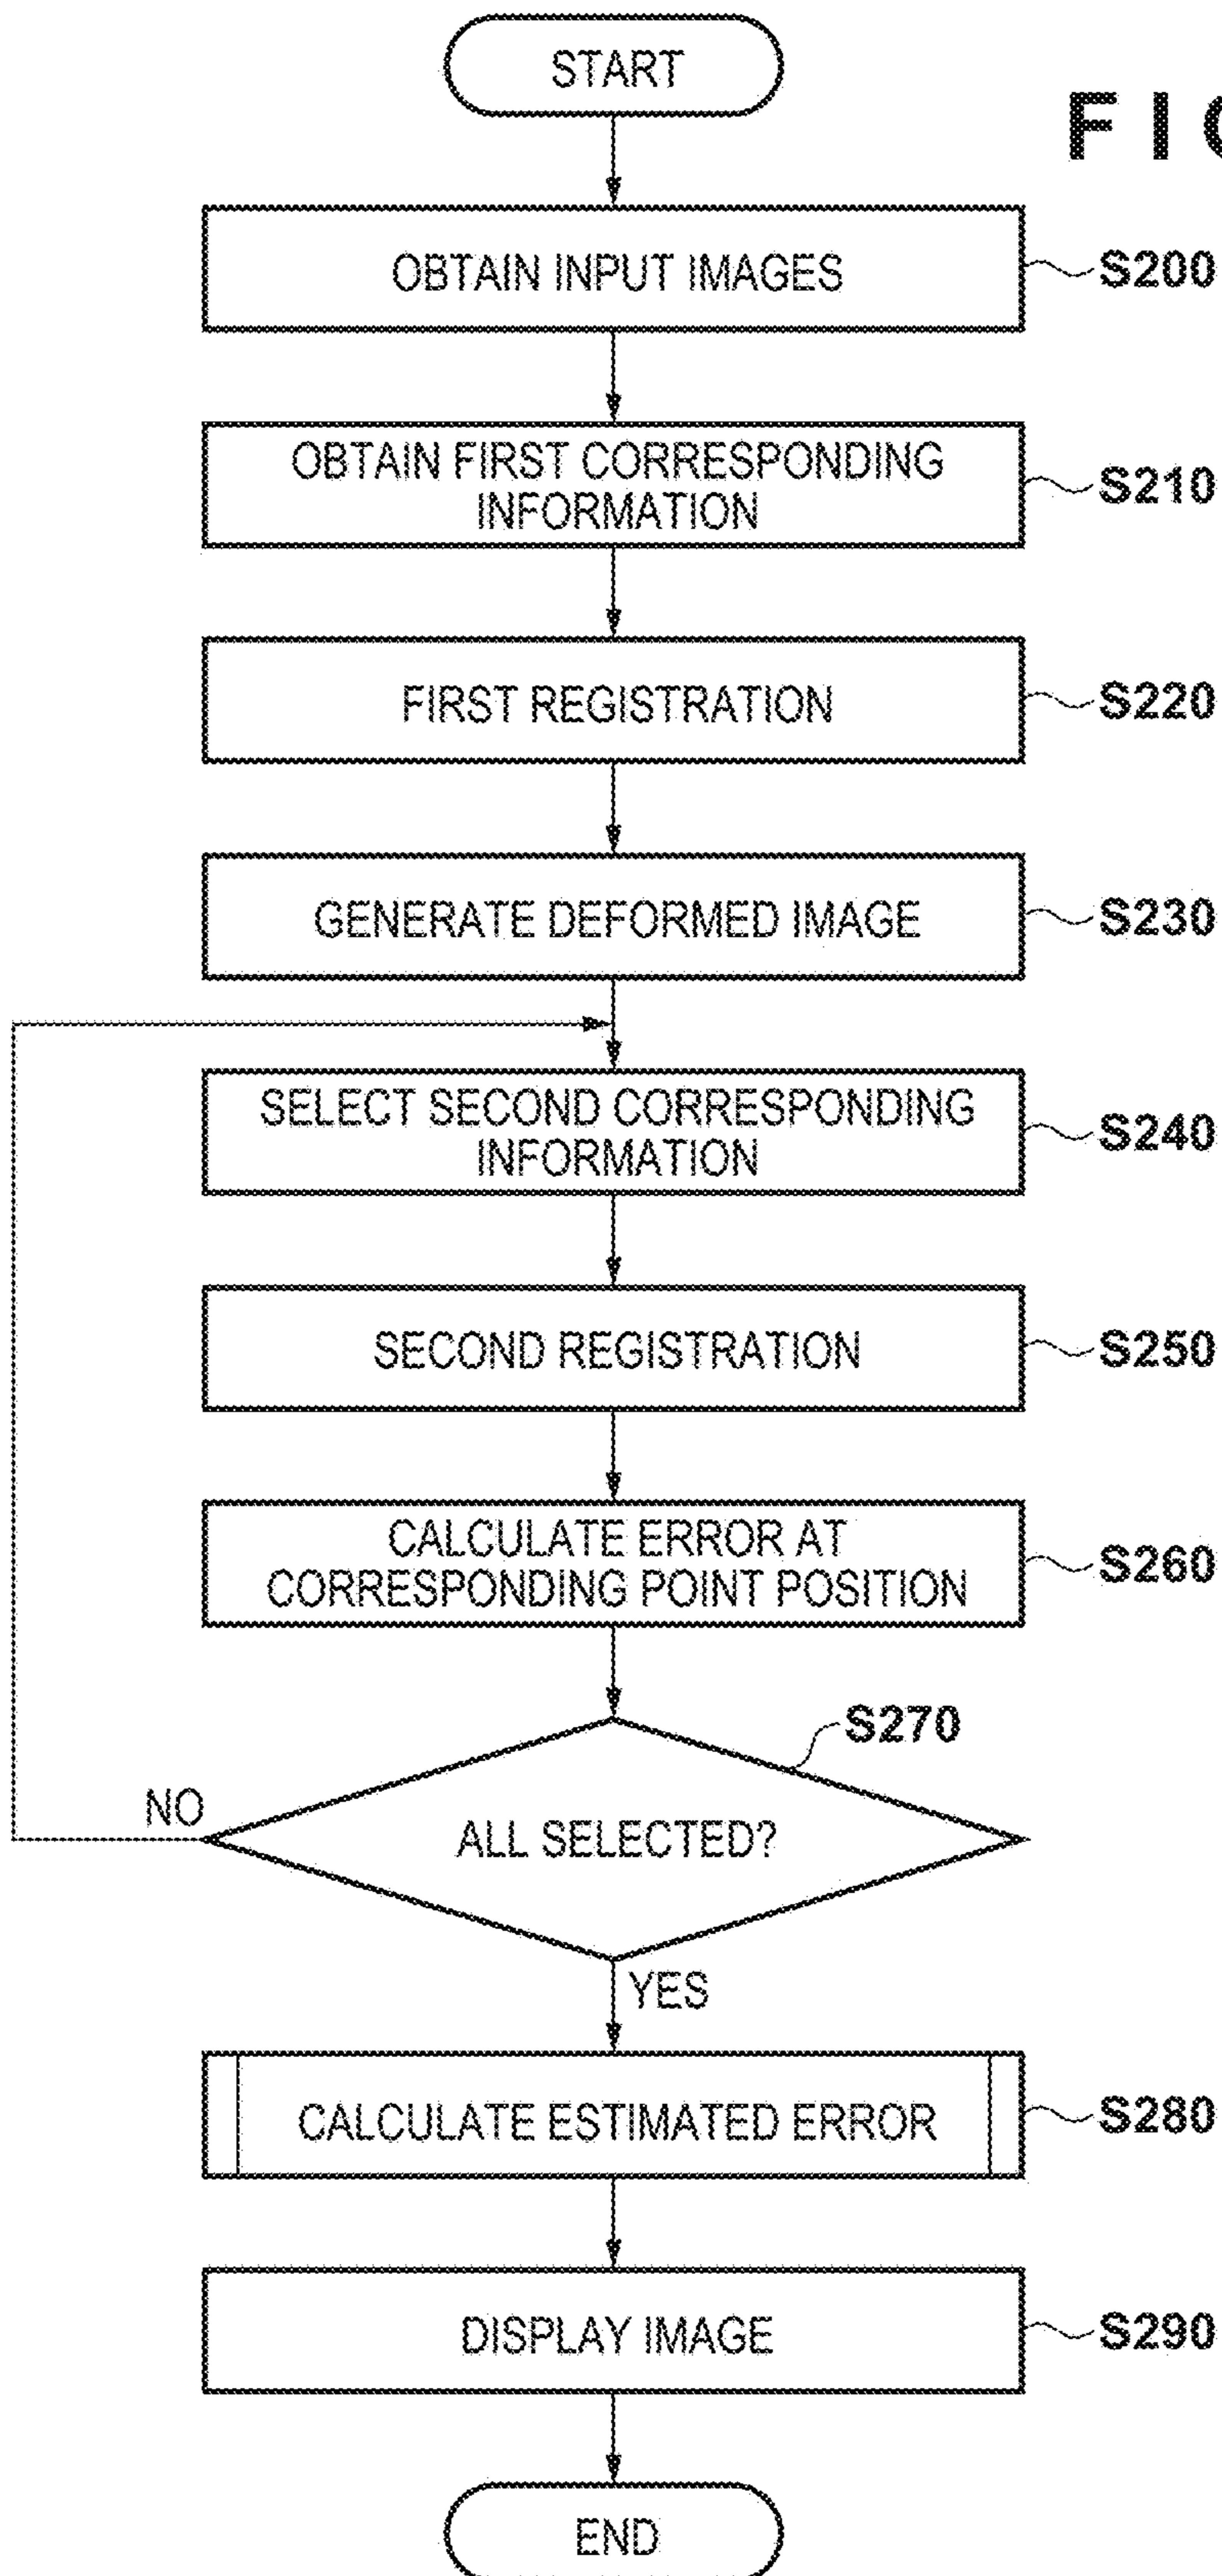 START
FIG
OBTAIN INPUT IMAGES
S200
OBTAIN FIRST CORRESPONDING
INFORMATION
S210
FIRST REGISTRATION
S220
GENERATE DEFORMED IMAGE
S230
SELECT SECOND CORRESPONDING
INFORMATION
S240
SECOND REGISTRATION
S250
CALCULATE ERROR AT
CORRESPONDING POINT POSITION
S260
S270
NO
ALL SELECTED?
YES
CALCULATE ESTIMATED ERROR
S280
DISPLAY IMAGE
S290
END